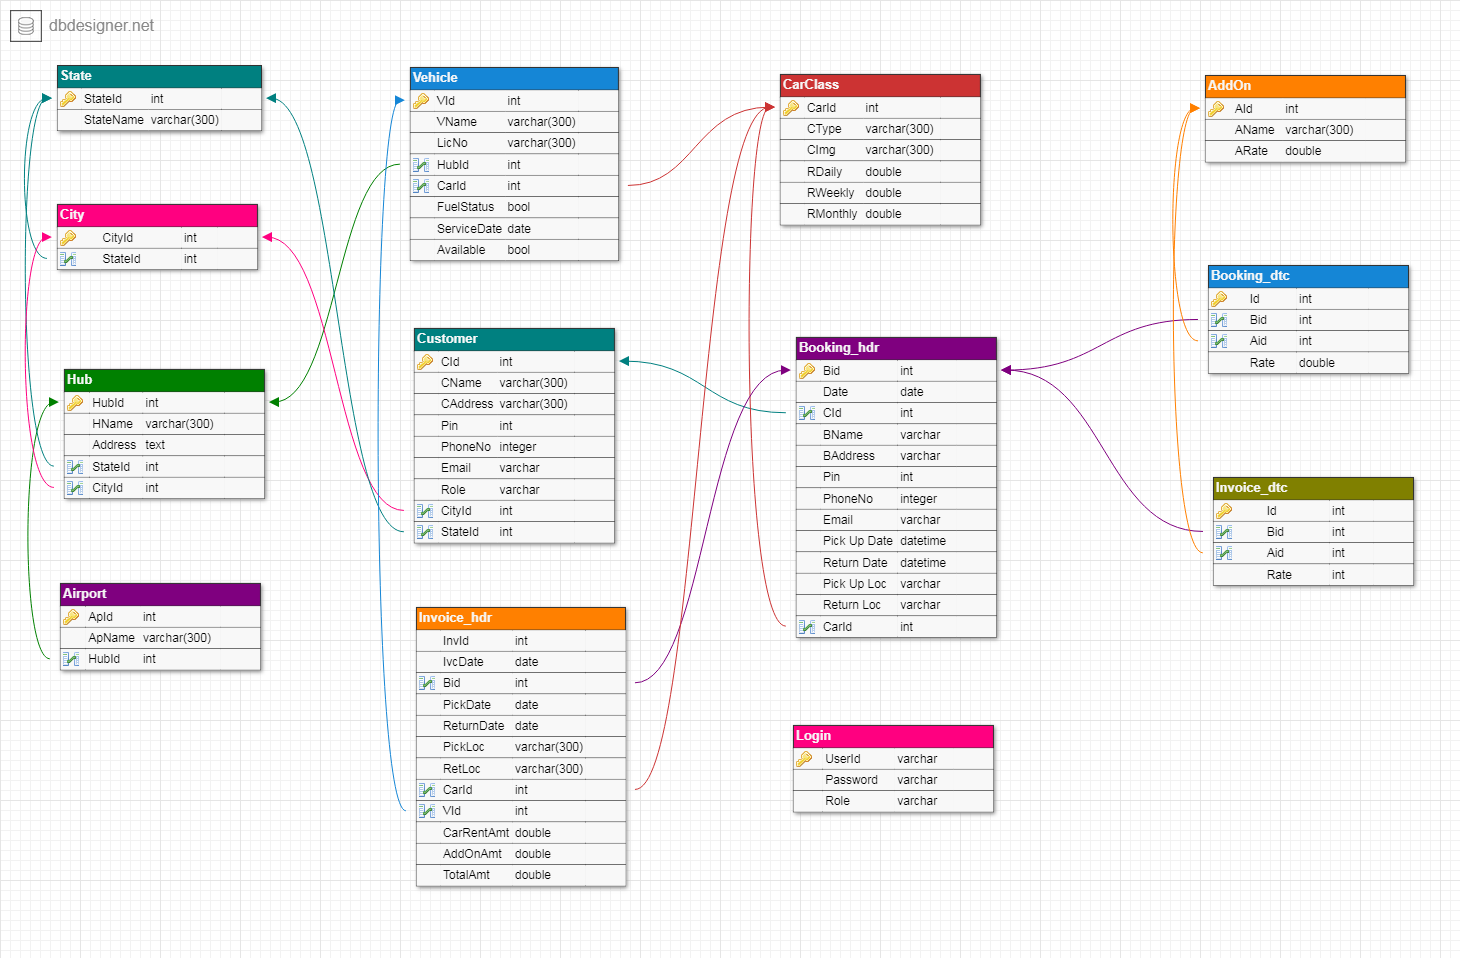 dbdesigner.net
State
StateId int
StateName varchar(300)
City
CityId int
StateId int
Hub
HubId int
HName varchar(300)
Address text
StateId int
CityId int
Airport
ApId int
ApName varchar(300)
HubId int
Vehicle
VId int
VName varchar(300)
LicNo varchar(300)
HubId int
CarId int
FuelStatus bool
ServiceDate date
Available bool
Customer
CId int
CName varchar(300)
CAddress varchar(300)
Pin int
PhoneNo integer
Email varchar
Role varchar
CityId int
StateId int
Invoice_hdr
InvId int
IvcDate date
Bid int
PickDate date
ReturnDate date
PickLoc varchar(300)
RetLoc varchar(300)
CarId int
VId int
CarRentAmt double
AddOnAmt double
TotalAmt double
CarClass
CarId int
CType varchar(300)
CImg varchar(300)
RDaily double
RWeekly double
RMonthly double
Booking_hdr
Bid int
Date date
CId int
BName varchar
BAddress varchar
Pin int
PhoneNo integer
Email varchar
Pick Up Date datetime
Return Date datetime
Pick Up Loc varchar
Return Loc varchar
CarId int
Login
UserId varchar
Password varchar
Role varchar
AddOn
AId int
AName varchar(300)
ARate double
Booking_dtc
Id int
Bid int
Aid int
Rate double
Invoice_dtc
Id int
Bid int
Aid int
Rate int